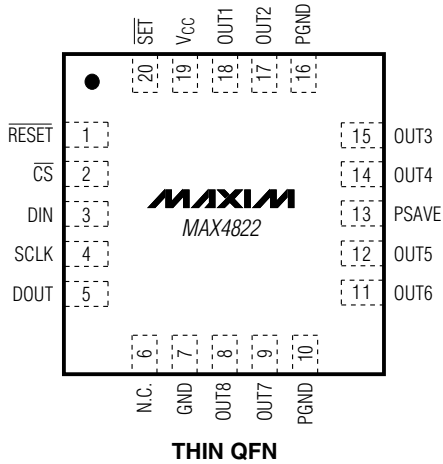 SET
VCC
OUT1
OUT2
PGND
20
19
18
17
16
RESET 1
CS 2
DIN 3
SCLK 4
DOUT 5
15 OUT3
14 OUT4
13 PSAVE
12 OUT5
11 OUT6
MAXIM
MAX4822
6
7
8
9
10
N.C.
GND
OUT8
OUT7
PGND
THIN QFN